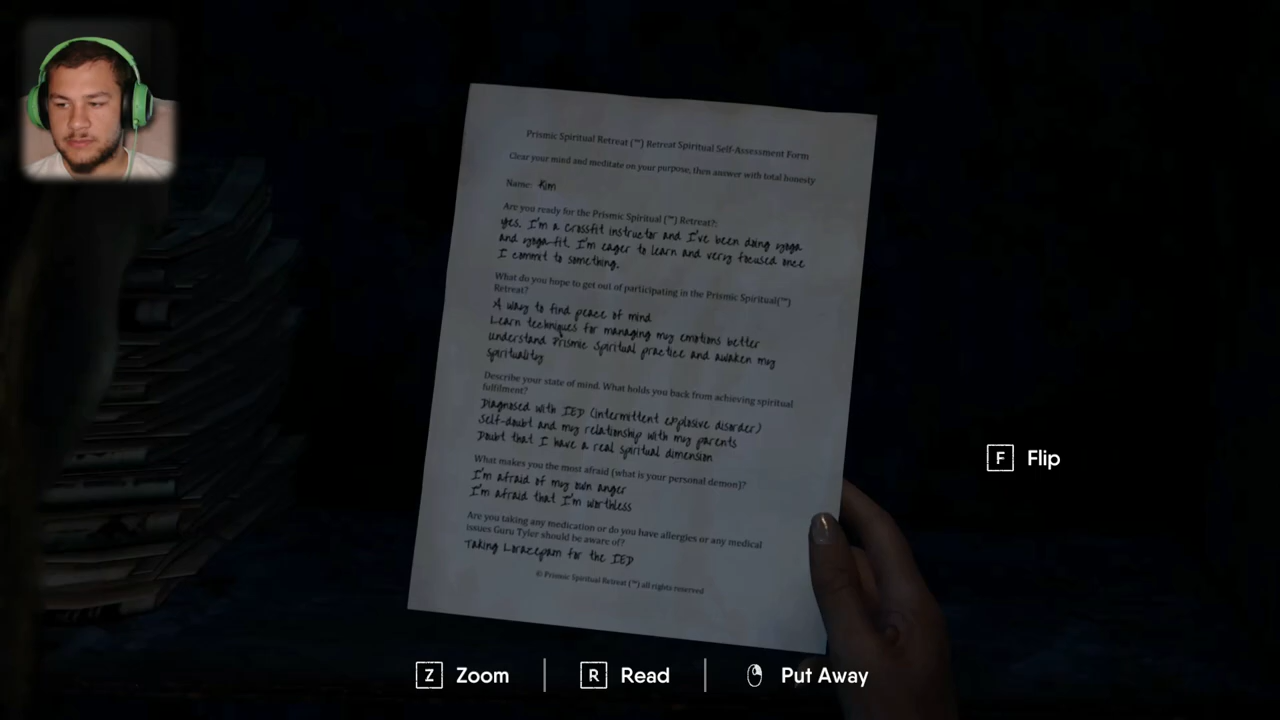 Prismic Spiritual Retreat (™) Retreat Spiritual Self-Assessment Form
Clear your mind and meditate on your purpose, then answer with total honesty
Name: Kim
Are you ready for the Prismic Spiritual (™) Retreat?:
yes. I'm a crossfit instructor and I've been doing yoga
and yoga-fit. I'm eager to learn and very focused once
I commit to something.
What do you hope to get out of participating in the Prismic Spiritual(™)
Retreat?
A way to find peace of mind
Learn techniques for managing my emotions better
Understand Prismic Spiritual practice and awaken my
spirituality
Describe your state of mind. What holds you back from achieving spiritual
fulfilment?
Diagnosed with IED (intermittent explosive disorder)
Self-doubt and my relationship with my parents
Doubt that I have a real spiritual dimension
What makes you the most afraid (what is your personal demon)?
I'm afraid of my own anger
I'm afraid that I'm worthless
Are you taking any medication or do you have allergies or any medical
issues Guru Tyler should be aware of?
Taking Lorazepam for the IED
© Prismic Spiritual Retreat (™) all rights reserved
F Flip
Z Zoom
R Read
Put Away